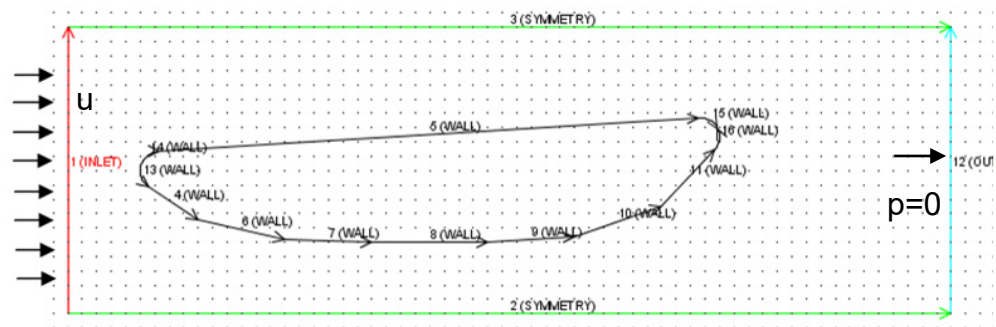 3 (SYMMETRY)
u
15 (WALL)
5 (WALL)
16 (WALL)
14 (WALL)
1 (INLET)
12 (OUT
13 (WALL)
11 (WALL)
4 (WALL)
p=0
10 (WALL)
6 (WALL)
7 (WALL)
8 (WALL)
9 (WALL)
2 (SYMMETRY)